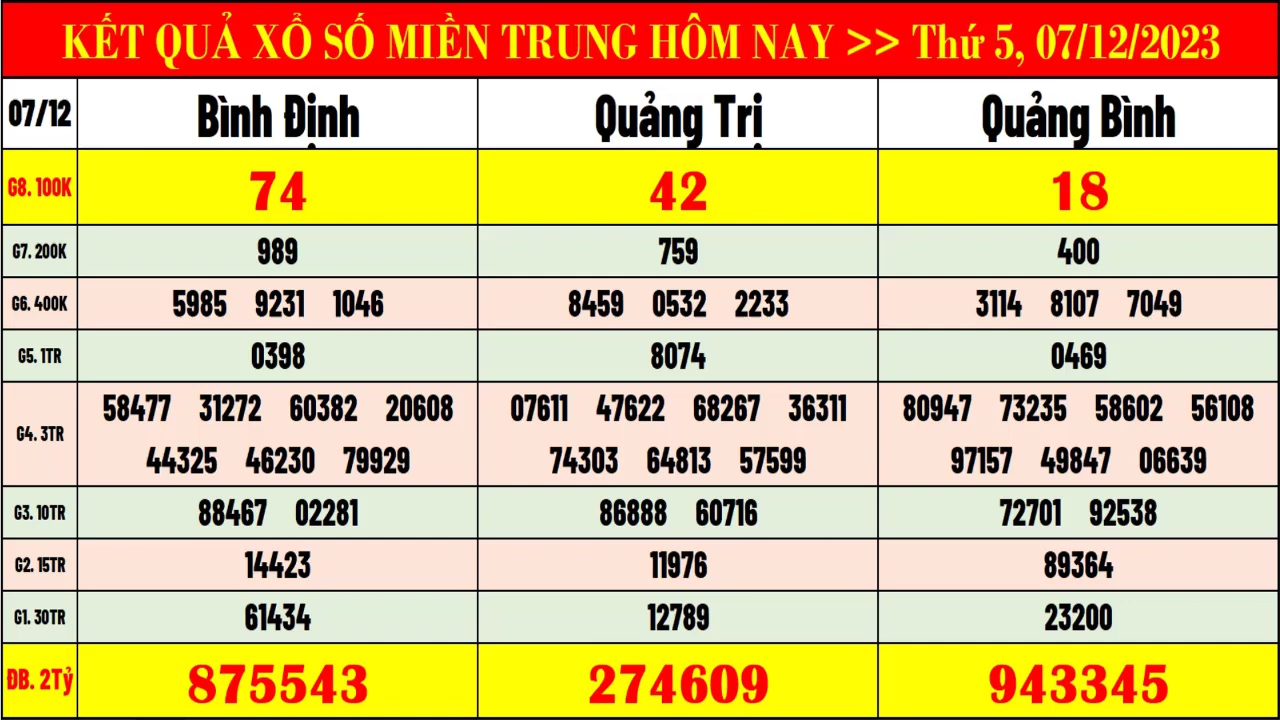 KẾT QUẢ XỔ SỐ MIỀN TRUNG HÔM NAY >> Thứ 5, 07/12/2023
07/12 Bình Định Quảng Trị Quảng Bình
G8. 100K 74 42 18
G7. 200K 989 759 400
G6. 400K 5985 9231 1046 8459 0532 2233 3114 8107 7049
G5. 1TR 0398 8074 0469
G4. 3TR 58477 31272 60382 20608 07611 47622 68267 36311 80947 73235 58602 56108
44325 46230 79929 74303 64813 57599 97157 49847 06639
G3. 10TR 88467 02281 86888 60716 72701 92538
G2. 15TR 14423 11976 89364
G1. 30TR 61434 12789 23200
ĐB. 2Tỷ 875543 274609 943345